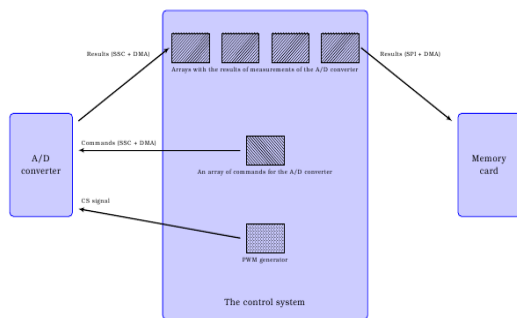 Results (SSC + DMA)
Results (SPI + DMA)
Arrays with the results of measurements of the A/D converter
A/D
converter
Commands (SSC + DMA)
An array of commands for the A/D converter
Memory
card
CS signal
PWM generator
The control system